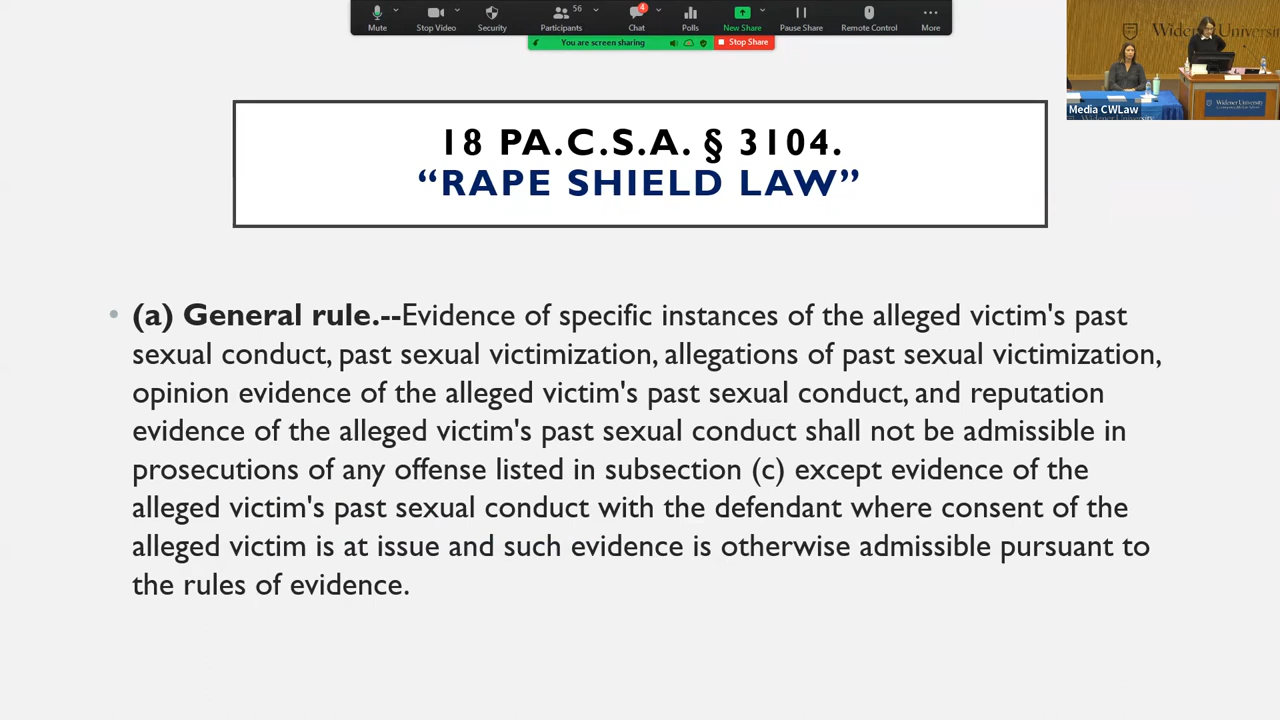 56
4
Mute
Stop Video
Security
Participants
Chat
Polls
New Share
Pause Share
Remote Control
More
You are screen sharing
Stop Share
Widener University
Widener University
Media CWLaw
18 PA.C.S.A. § 3104.
“RAPE SHIELD LAW”
• (a) General rule.--Evidence of specific instances of the alleged victim's past
sexual conduct, past sexual victimization, allegations of past sexual victimization,
opinion evidence of the alleged victim's past sexual conduct, and reputation
evidence of the alleged victim's past sexual conduct shall not be admissible in
prosecutions of any offense listed in subsection (c) except evidence of the
alleged victim's past sexual conduct with the defendant where consent of the
alleged victim is at issue and such evidence is otherwise admissible pursuant to
the rules of evidence.